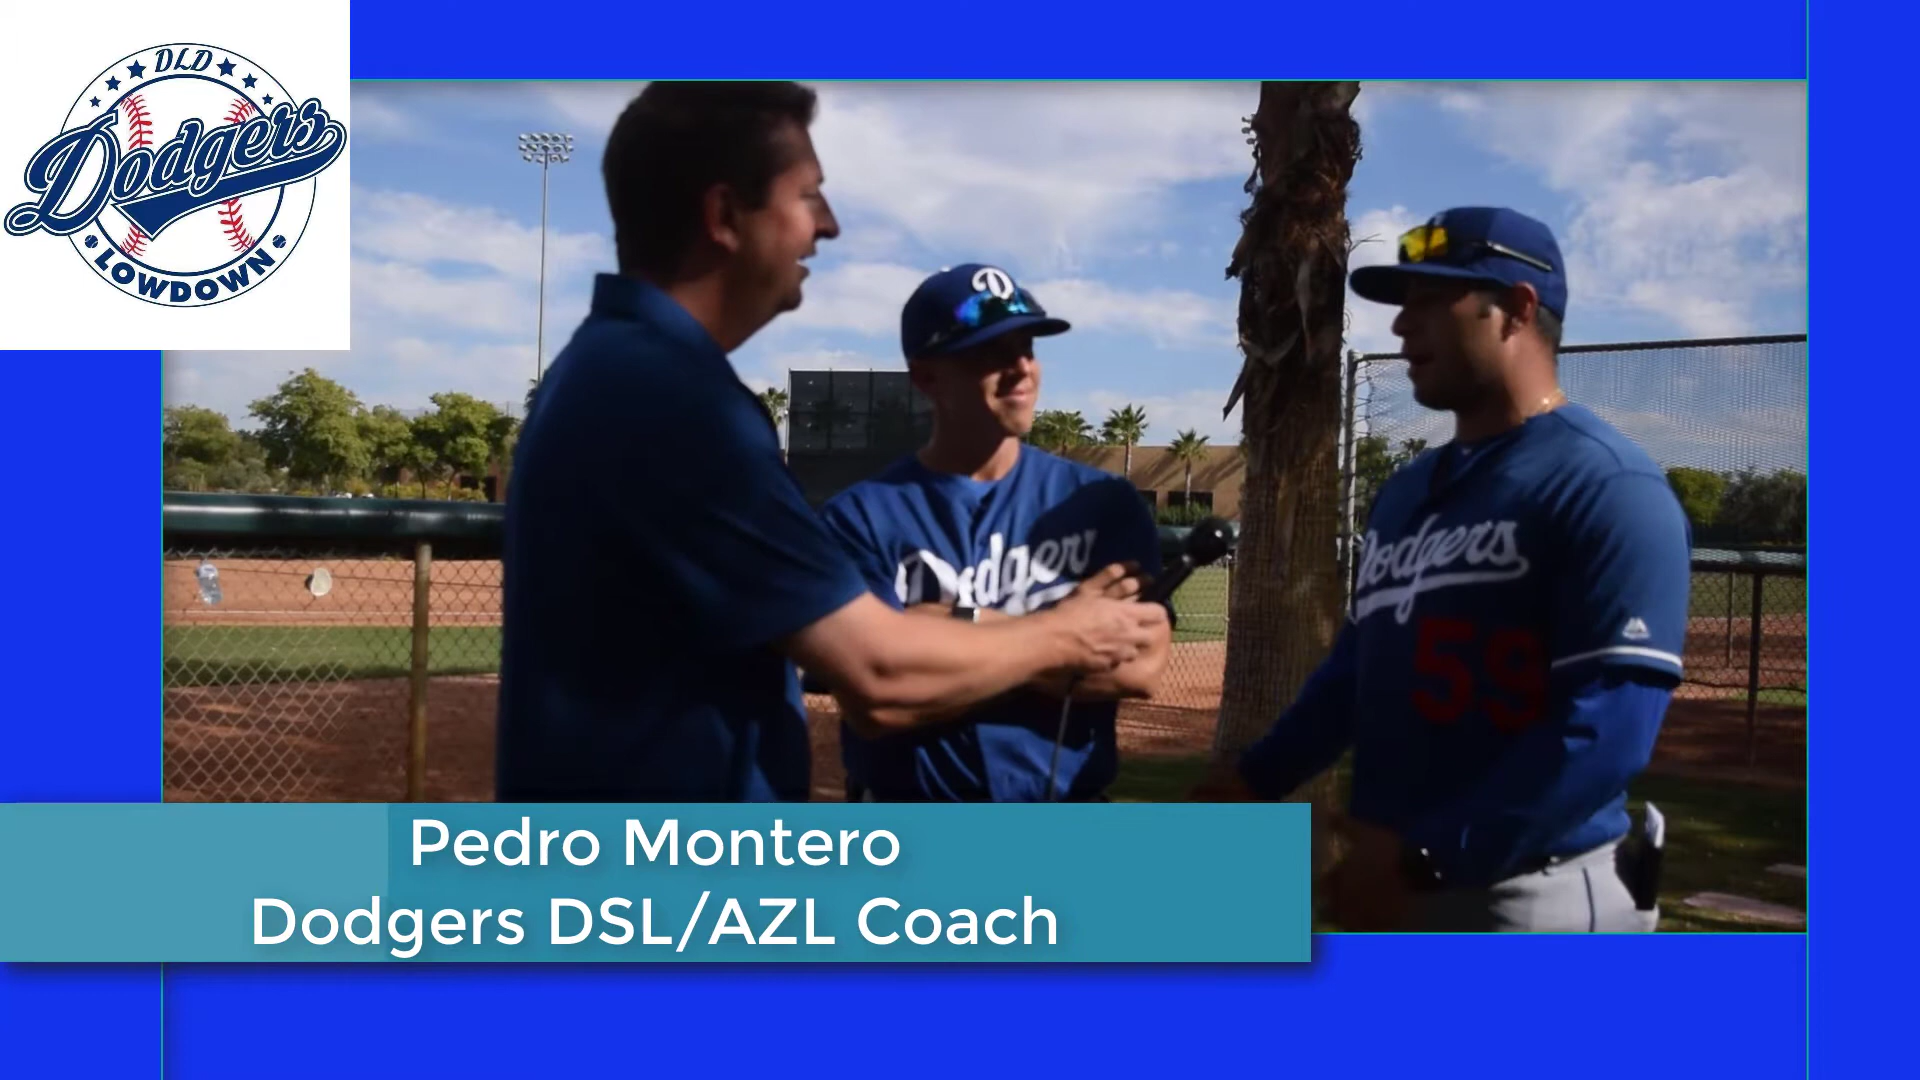 DLD
Dodgers
LOWDOWN
D
Dodgers
Dodgers
59
Pedro Montero
Dodgers DSL/AZL Coach